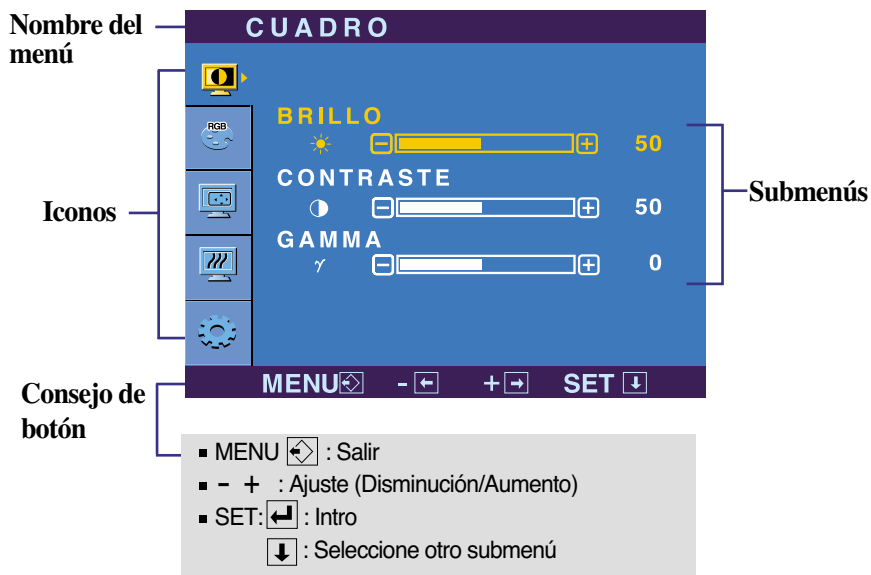 Nombre del
menú
CUADRO
RGB
BRILLO
50
CONTRASTE
50
GAMMA
γ
0
Iconos
Submenús
MENU - + SET
Consejo de
botón
MENU : Salir
- + : Ajuste (Disminución/Aumento)
SET: : Intro
: Seleccione otro submenú